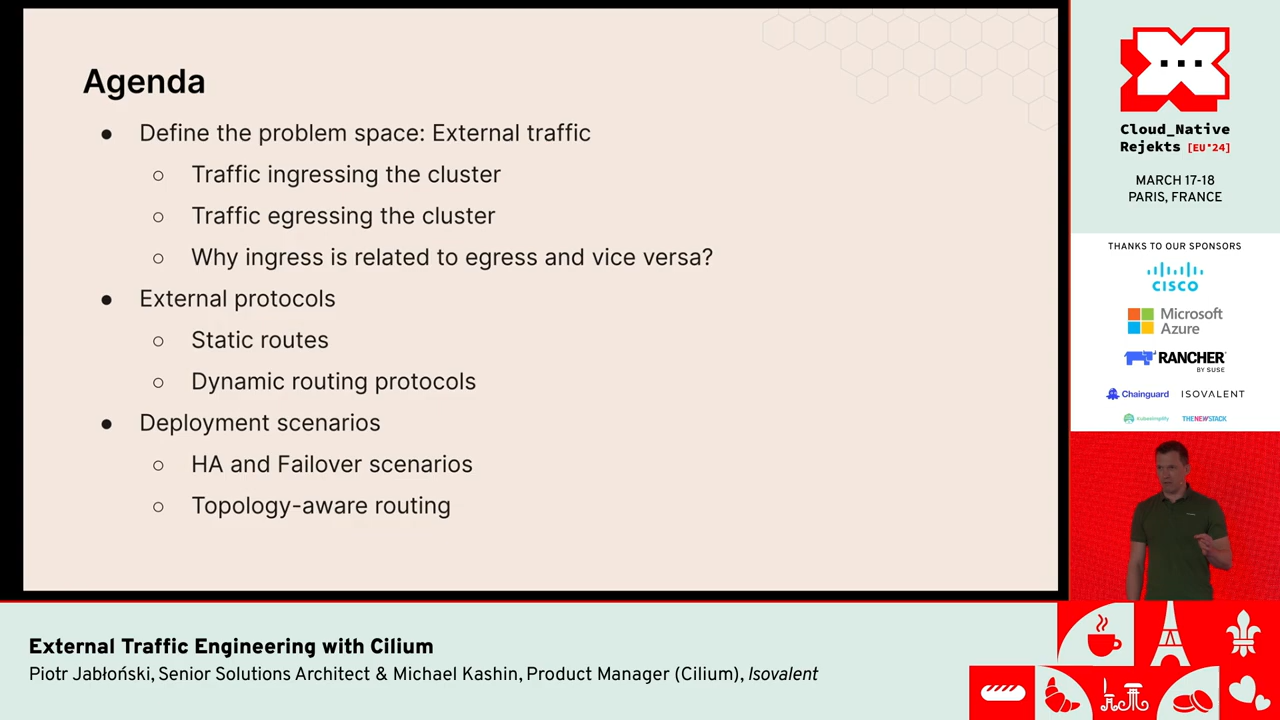 Agenda
● Define the problem space: External traffic
○ Traffic ingressing the cluster
○ Traffic egressing the cluster
○ Why ingress is related to egress and vice versa?
● External protocols
○ Static routes
○ Dynamic routing protocols
● Deployment scenarios
○ HA and Failover scenarios
○ Topology-aware routing
Cloud_Native
Rejekts [EU'24]
MARCH 17-18
PARIS, FRANCE
THANKS TO OUR SPONSORS
CISCO
Microsoft
Azure
RANCHER
BY SUSE
Chainguard ISOVALENT
Kubesimplify THENEWSTACK
External Traffic Engineering with Cilium
Piotr Jabłoński, Senior Solutions Architect & Michael Kashin, Product Manager (Cilium), Isovalent